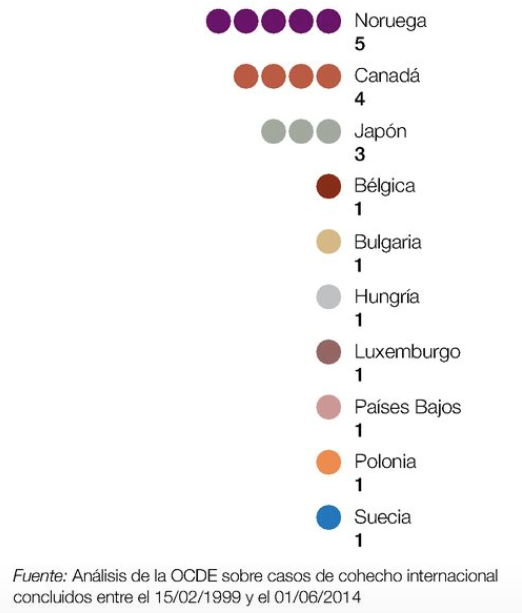 Noruega
5
Canadá
4
Japón
3
Bélgica
1
Bulgaria
1
Hungría
1
Luxemburgo
1
Países Bajos
1
Polonia
1
Suecia
1
Fuente: Análisis de la OCDE sobre casos de cohecho internacional
concluidos entre el 15/02/1999 y el 01/06/2014